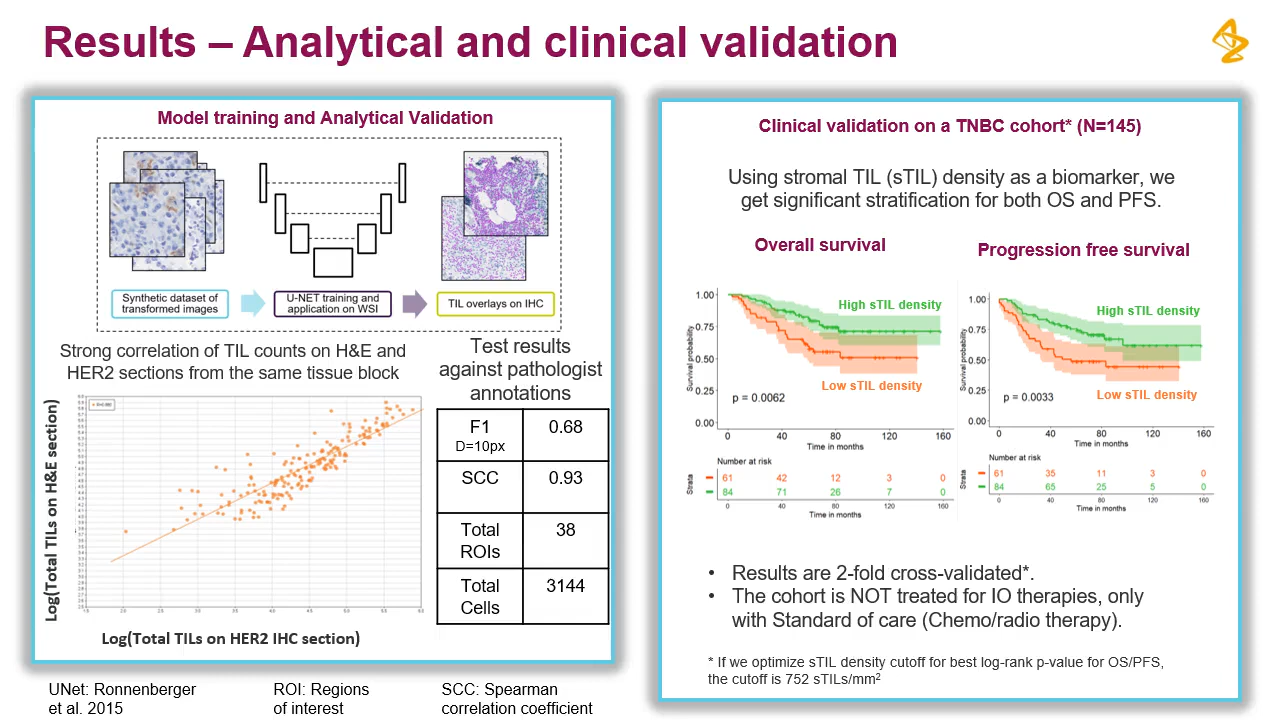 Results – Analytical and clinical validation
Model training and Analytical Validation
Synthetic dataset of
transformed images
U-NET training and
application on WSI
TIL overlays on IHC
Strong correlation of TIL counts on H&E and
HER2 sections from the same tissue block
Log(Total TILs on H&E section)
Log(Total TILs on HER2 IHC section)
Test results
against pathologist
annotations
F1 0.68
D=10px
SCC 0.93
Total 38
ROIs
Total 3144
Cells
UNet: Ronnenberger
et al. 2015
ROI: Regions
of interest
SCC: Spearman
correlation coefficient
Clinical validation on a TNBC cohort* (N=145)
Using stromal TIL (sTIL) density as a biomarker, we
get significant stratification for both OS and PFS.
Overall survival
1.00
0.75
0.50
0.25
0.00
Survival probability
High sTIL density
Low sTIL density
p = 0.0062
0 40 80 120 160
Time in months
Number at risk
Strata
61 42 12 3 0
84 71 26 7 0
0 40 80 120 160
Time in months
Progression free survival
1.00
0.75
0.50
0.25
0.00
Survival probability
High sTIL density
Low sTIL density
p = 0.0033
0 40 80 120 160
Time in months
Number at risk
Strata
61 35 11 3 0
84 65 25 5 0
0 40 80 120 160
Time in months
• Results are 2-fold cross-validated*.
• The cohort is NOT treated for IO therapies, only
with Standard of care (Chemo/radio therapy).
* If we optimize sTIL density cutoff for best log-rank p-value for OS/PFS,
the cutoff is 752 sTILs/mm²